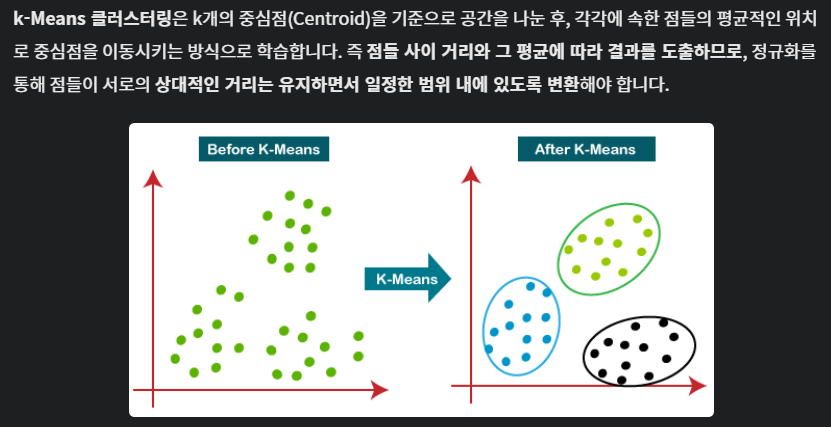 k-Means 클러스터링은 k개의 중심점(Centroid)을 기준으로 공간을 나눈 후, 각각에 속한 점들의 평균적인 위치
로 중심점을 이동시키는 방식으로 학습합니다. 즉 점들 사이 거리와 그 평균에 따라 결과를 도출하므로, 정규화를
통해 점들이 서로의 상대적인 거리는 유지하면서 일정한 범위 내에 있도록 변환해야 합니다.
Before K-Means
After K-Means
K-Means